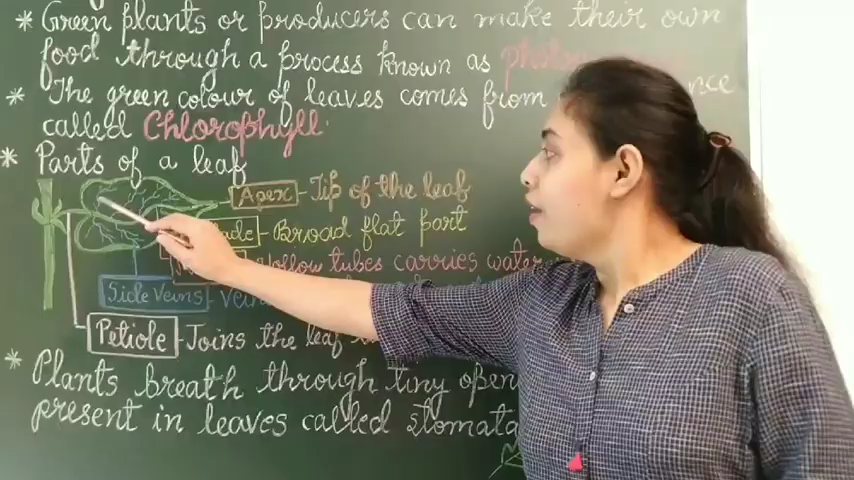 * Green plants or producers can make their own
food through a process known as
* The green colour of leaves comes from
called Chlorophyll.
* Parts of a leaf
Apex - Tip of the leaf
- Broad flat part
Hollow tubes carries water
Side Veins -
Petiole - Joins the leaf
* Plants breath through tiny open
present in leaves called stomata